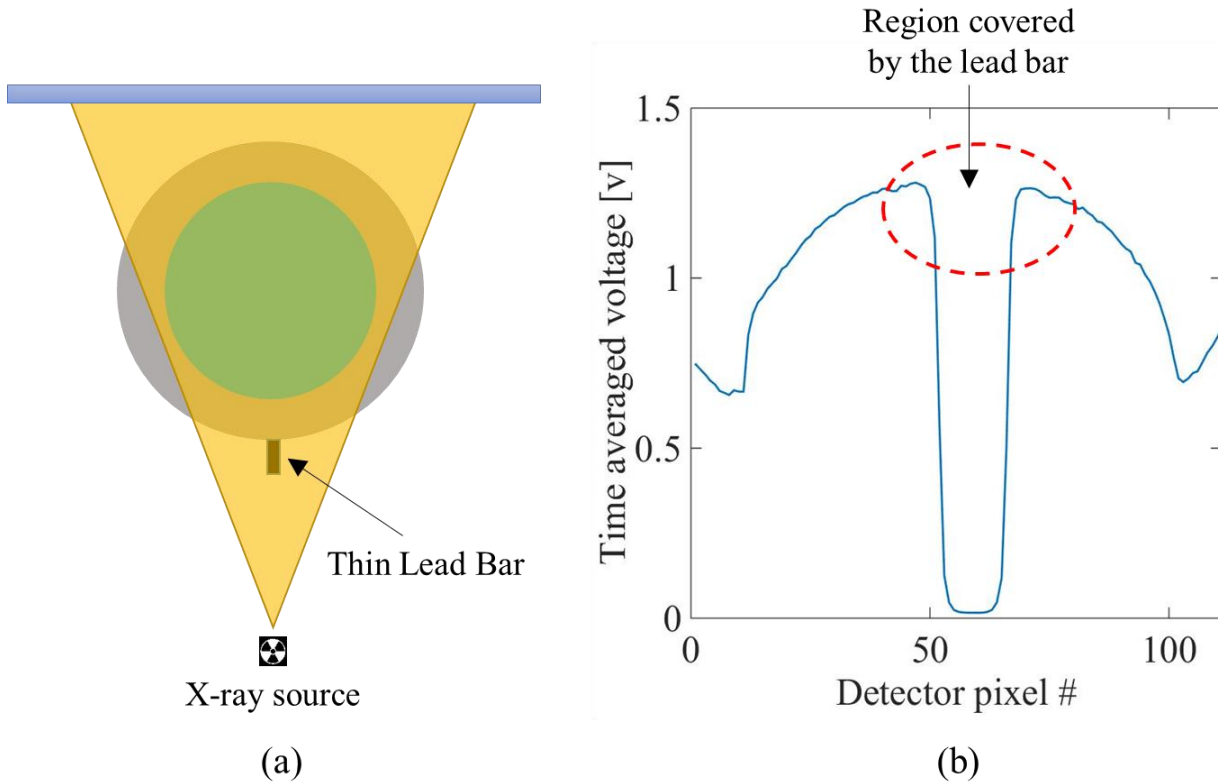 Thin Lead Bar
X-ray source
(a)
Region covered
by the lead bar
Time averaged voltage [v]
1.5
1
0.5
0
0
50
100
Detector pixel #
(b)